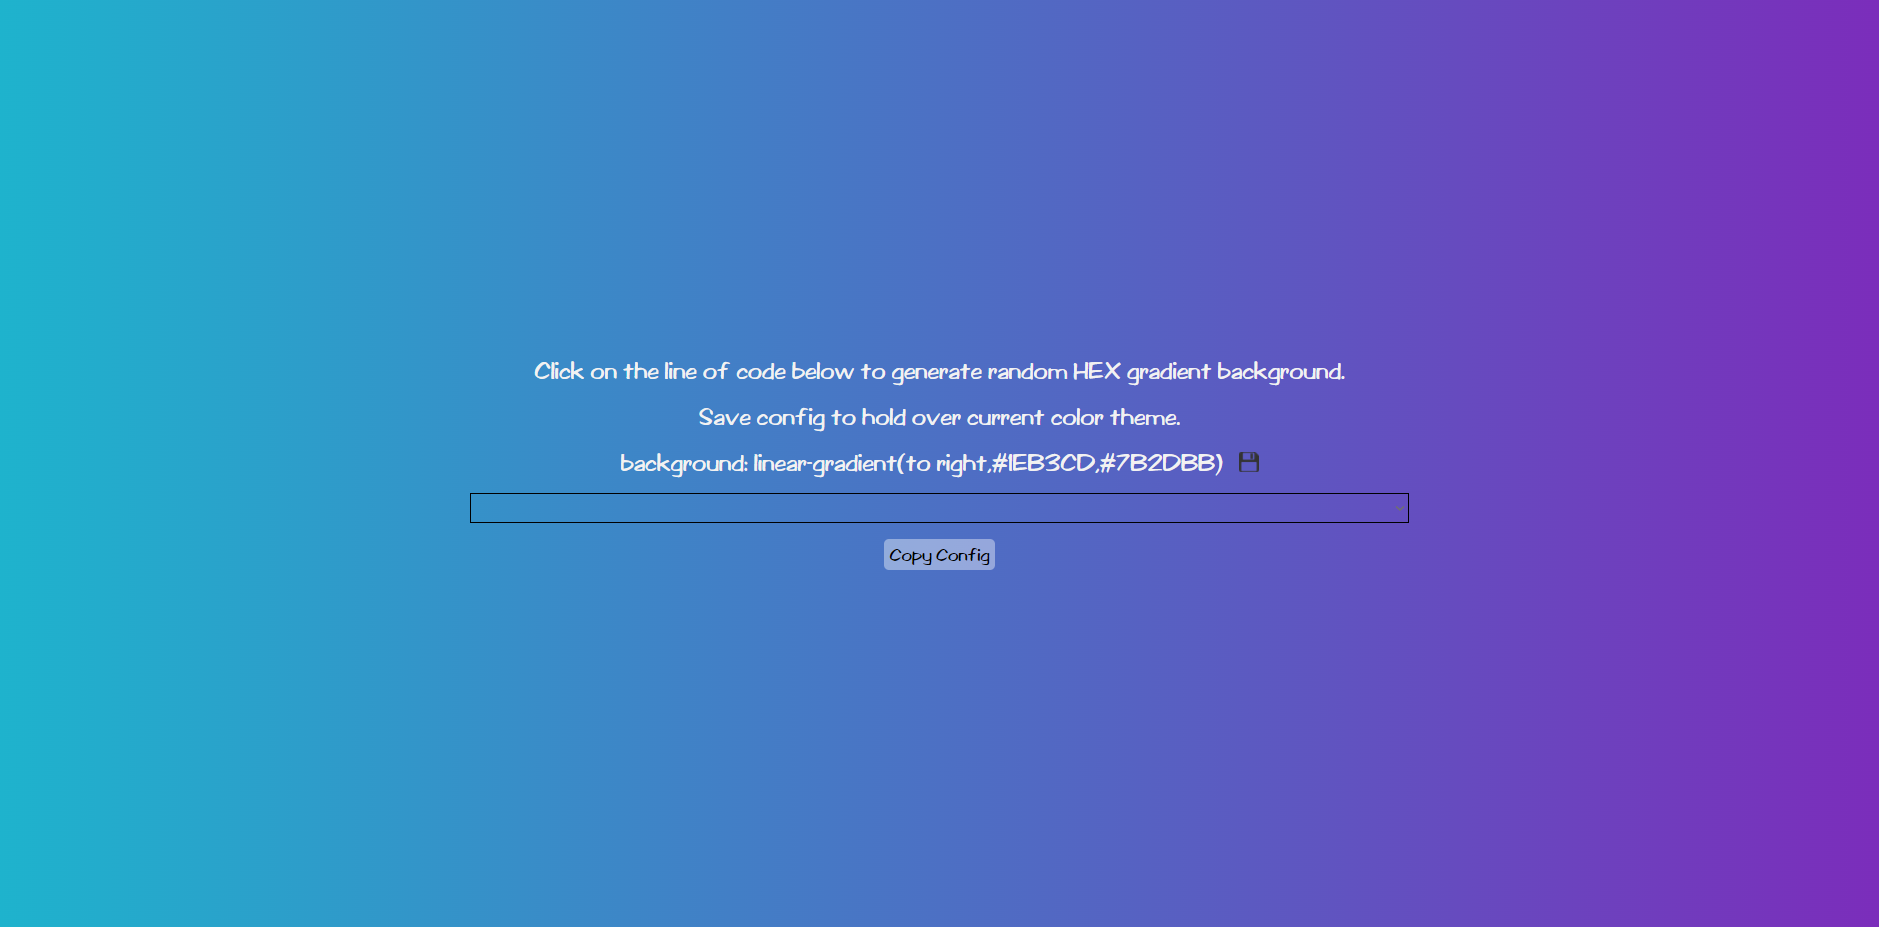 Click on the line of code below to generate random HEX gradient background.
Save config to hold over current color theme.
background: linear-gradient(to right,#1EB3CD,#7B2DBB)
Copy Config